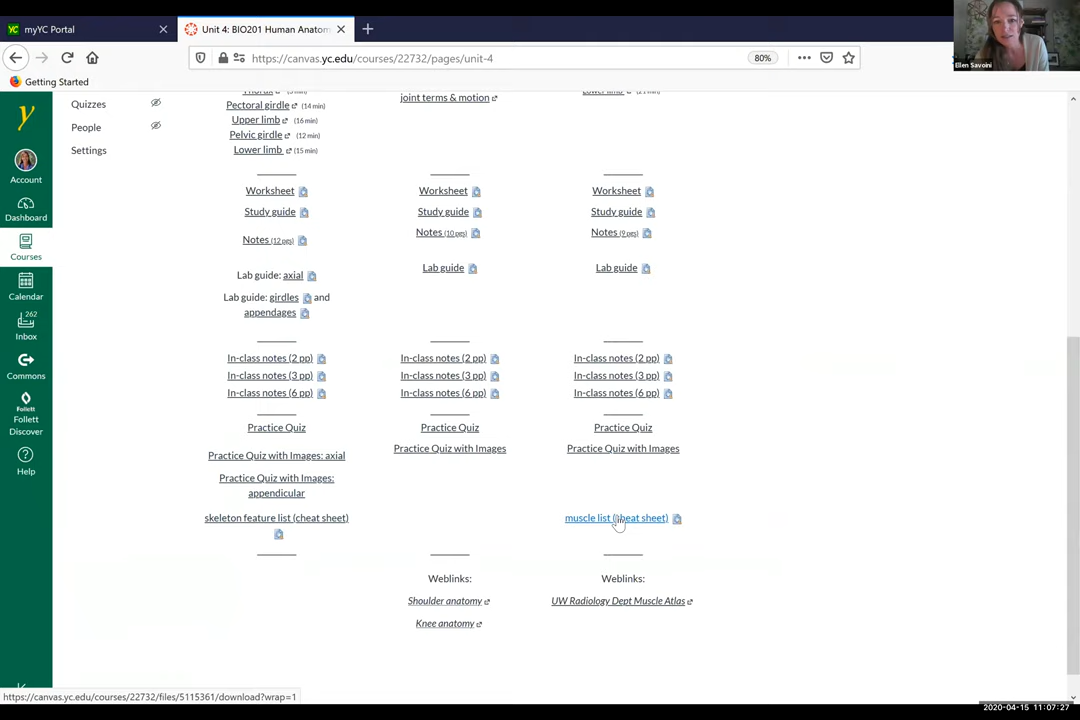 myYC Portal
Unit 4: BIO201 Human Anatom
https://canvas.yc.edu/courses/22732/pages/unit-4
80%
Ellen Savoini
Getting Started
y
Account
Dashboard
Courses
Calendar
262
Inbox
Commons
Follett
Follett
Discover
Help
Quizzes
People
Settings
Thorax
Pectoral girdle (14 min)
Upper limb (16 min)
Pelvic girdle (12 min)
Lower limb (15 min)
Worksheet
Study guide
Notes (12 pgs)
Lab guide: axial
Lab guide: girdles and
appendages
In-class notes (2 pp)
In-class notes (3 pp)
In-class notes (6 pp)
Practice Quiz
Practice Quiz with Images: axial
Practice Quiz with Images:
appendicular
skeleton feature list (cheat sheet)
joint terms & motion
Worksheet
Study guide
Notes (10 pgs)
Lab guide
In-class notes (2 pp)
In-class notes (3 pp)
In-class notes (6 pp)
Practice Quiz
Practice Quiz with Images
Weblinks:
Shoulder anatomy
Knee anatomy
Lower limb
Worksheet
Study guide
Notes (9 pgs)
Lab guide
In-class notes (2 pp)
In-class notes (3 pp)
In-class notes (6 pp)
Practice Quiz
Practice Quiz with Images
muscle list (cheat sheet)
Weblinks:
UW Radiology Dept Muscle Atlas
https://canvas.yc.edu/courses/22732/files/5115361/download?wrap=1
2020-04-15 11:07:27